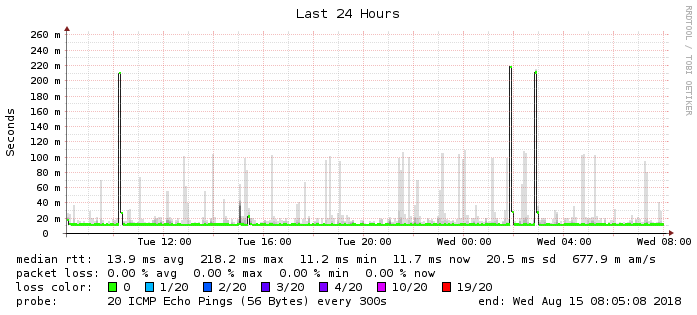 Last 24 Hours
RRDTOOL / TOBI OETIKER
Seconds
260 m
240 m
220 m
200 m
180 m
160 m
140 m
120 m
100 m
80 m
60 m
40 m
20 m
0
Tue 12:00 Tue 16:00 Tue 20:00 Wed 00:00 Wed 04:00 Wed 08:00
median rtt: 13.9 ms avg 218.2 ms max 11.2 ms min 11.7 ms now 20.5 ms sd 677.9 m am/s
packet loss: 0.00 % avg 0.00 % max 0.00 % min 0.00 % now
loss color: 0 1/20 2/20 3/20 4/20 10/20 19/20
probe: 20 ICMP Echo Pings (56 Bytes) every 300s end: Wed Aug 15 08:05:08 2018